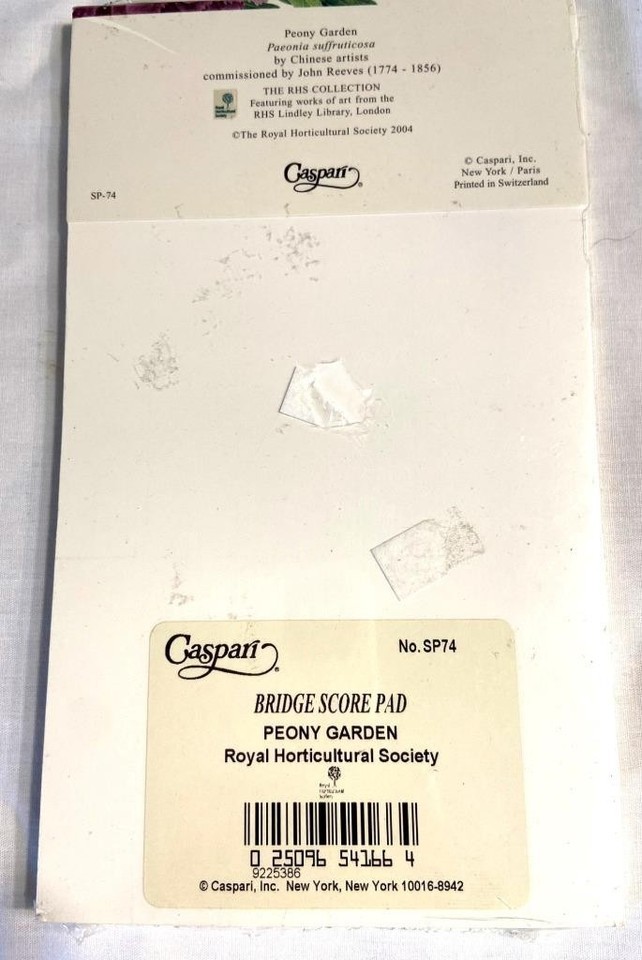 Peony Garden
Paeonia suffruticosa
by Chinese artists
commissioned by John Reeves (1774 - 1856)
THE RHS COLLECTION
Featuring works of art from the
RHS Lindley Library, London
©The Royal Horticultural Society 2004
Caspari®
© Caspari, Inc.
New York / Paris
Printed in Switzerland
SP-74
Caspari®
No. SP74
BRIDGE SCORE PAD
PEONY GARDEN
Royal Horticultural Society
Royal
Horticultural
Society
0 25096 54166 4
9225386
© Caspari, Inc. New York, New York 10016-8942